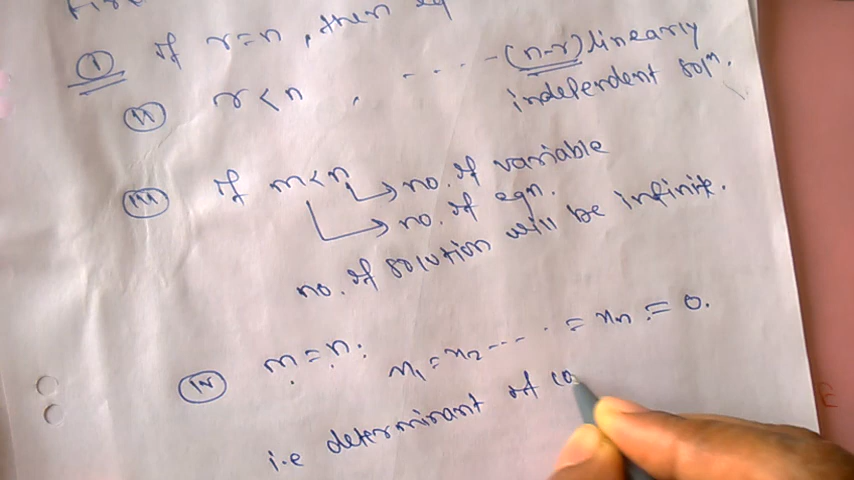 (I) If r=n, then eq
(II) r<n, - - - - (n-r) linearly
independent solⁿ.
(III) If m<n → no. of variable
→ no. of eqn.
no. of solution will be infinite.
(IV) m=n: x₁=x₂ --- . = xₙ = 0.
i.e determinant of co